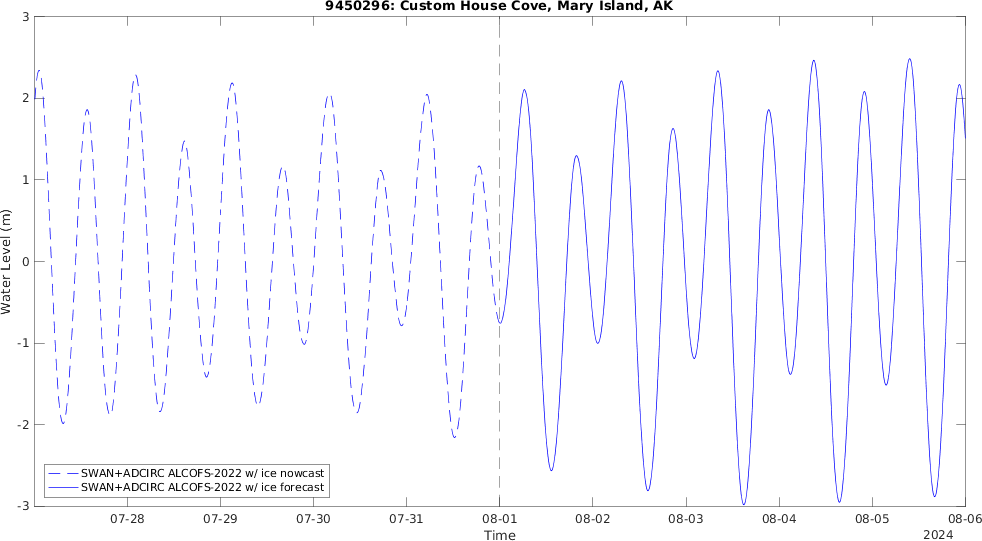 9450296: Custom House Cove, Mary Island, AK
3
2
1
0
-1
-2
-3
Water Level (m)
SWAN+ADCIRC ALCOFS-2022 w/ ice nowcast
SWAN+ADCIRC ALCOFS-2022 w/ ice forecast
07-28 07-29 07-30 07-31 08-01 08-02 08-03 08-04 08-05 08-06
Time
2024